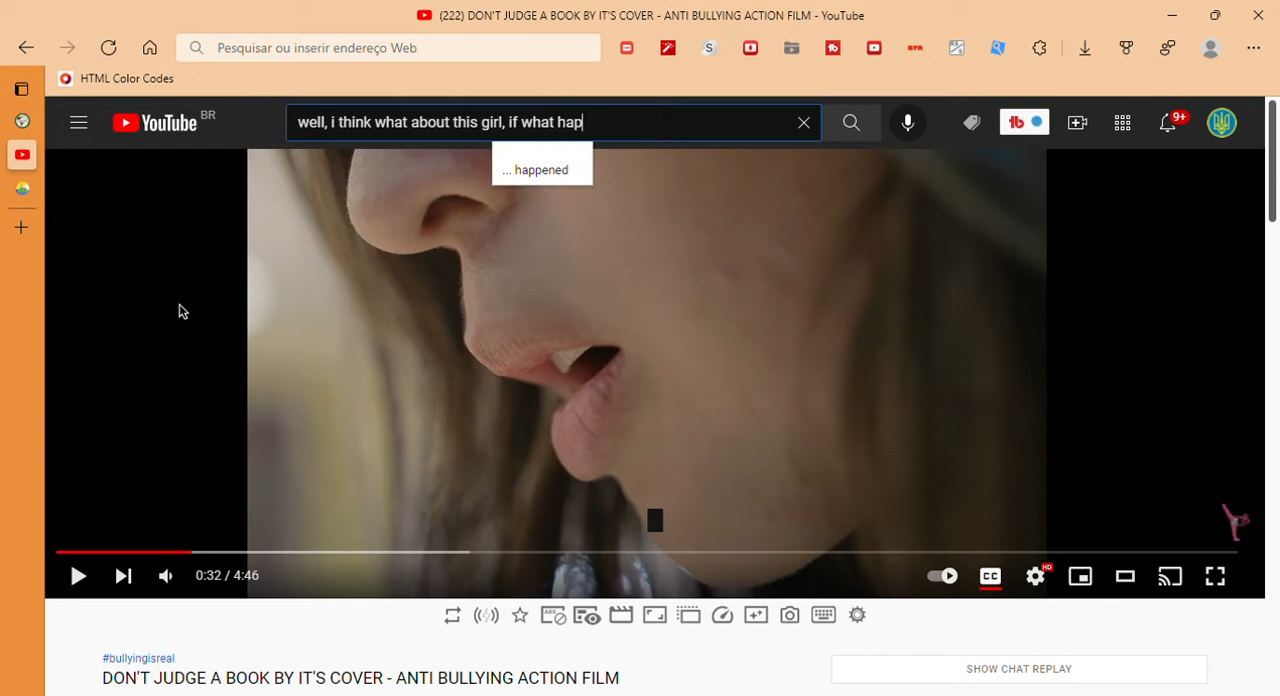 (222) DON'T JUDGE A BOOK BY IT'S COVER - ANTI BULLYING ACTION FILM - YouTube
Pesquisar ou inserir endereço Web
HTML Color Codes
YouTube BR
well, i think what about this girl, if what hap
9+
... happened
0:32 / 4:46
CC
HD
#bullyingisreal
DON'T JUDGE A BOOK BY IT'S COVER - ANTI BULLYING ACTION FILM
SHOW CHAT REPLAY